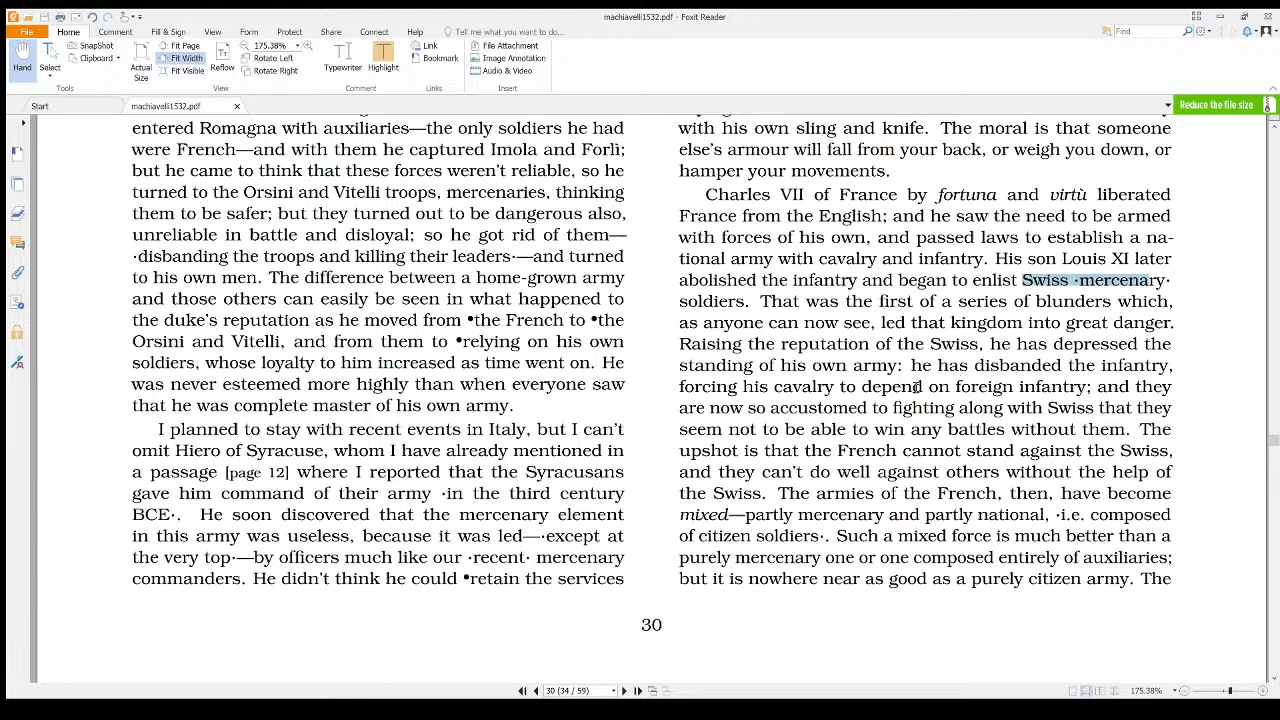 machiavelli1532.pdf - Foxit Reader
File
Home
Comment
Fill & Sign
View
Form
Protect
Share
Connect
Help
Tell me what you want to do...
Find
Hand
Select
SnapShot
Clipboard
Actual
Size
Fit Page
Fit Width
Fit Visible
Reflow
175.38%
Rotate Left
Rotate Right
Typewriter
Highlight
Link
Bookmark
File Attachment
Image Annotation
Audio & Video
Tools
View
Comment
Links
Insert
Start
machiavelli1532.pdf
Reduce the file size
entered Romagna with auxiliaries—the only soldiers he had
were French—and with them he captured Imola and Forlì;
but he came to think that these forces weren't reliable, so he
turned to the Orsini and Vitelli troops, mercenaries, thinking
them to be safer; but they turned out to be dangerous also,
unreliable in battle and disloyal; so he got rid of them—
·disbanding the troops and killing their leaders·—and turned
to his own men. The difference between a home-grown army
and those others can easily be seen in what happened to
the duke's reputation as he moved from •the French to •the
Orsini and Vitelli, and from them to •relying on his own
soldiers, whose loyalty to him increased as time went on. He
was never esteemed more highly than when everyone saw
that he was complete master of his own army.
I planned to stay with recent events in Italy, but I can't
omit Hiero of Syracuse, whom I have already mentioned in
a passage [page 12] where I reported that the Syracusans
gave him command of their army ·in the third century
BCE·. He soon discovered that the mercenary element
in this army was useless, because it was led—·except at
the very top·—by officers much like our ·recent· mercenary
commanders. He didn't think he could •retain the services
with his own sling and knife. The moral is that someone
else's armour will fall from your back, or weigh you down, or
hamper your movements.
Charles VII of France by fortuna and virtù liberated
France from the English; and he saw the need to be armed
with forces of his own, and passed laws to establish a na-
tional army with cavalry and infantry. His son Louis XI later
abolished the infantry and began to enlist Swiss ·mercenary·
soldiers. That was the first of a series of blunders which,
as anyone can now see, led that kingdom into great danger.
Raising the reputation of the Swiss, he has depressed the
standing of his own army: he has disbanded the infantry,
forcing his cavalry to depend on foreign infantry; and they
are now so accustomed to fighting along with Swiss that they
seem not to be able to win any battles without them. The
upshot is that the French cannot stand against the Swiss,
and they can't do well against others without the help of
the Swiss. The armies of the French, then, have become
mixed—partly mercenary and partly national, ·i.e. composed
of citizen soldiers·. Such a mixed force is much better than a
purely mercenary one or one composed entirely of auxiliaries;
but it is nowhere near as good as a purely citizen army. The
30
30 (34 / 59)
175.38%